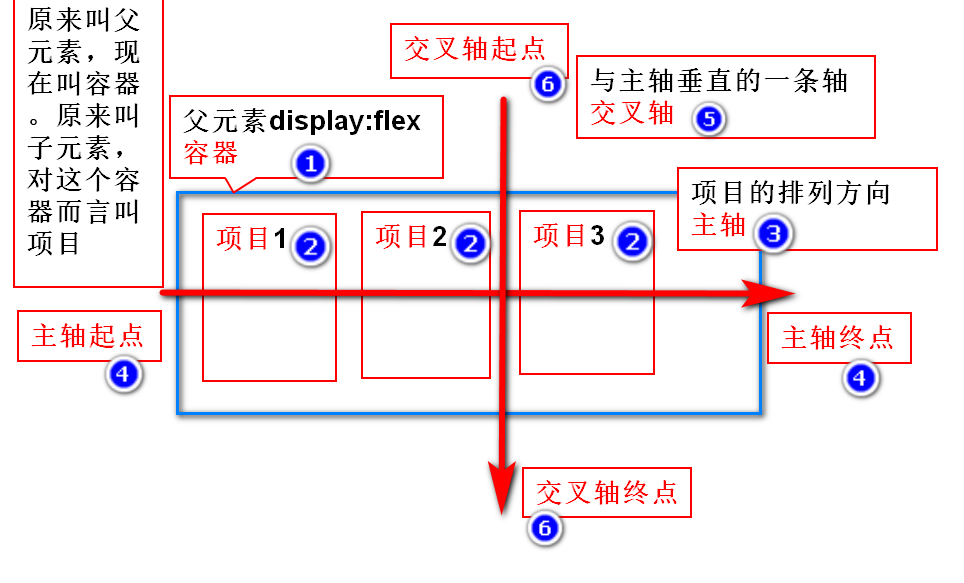 原来叫父
元素，现
在叫容器
。原来叫
子元素，
对这个容
器而言叫
项目
交叉轴起点
6
与主轴垂直的一条轴
交叉轴
5
父元素display:flex
容器
1
项目的排列方向
主轴
3
项目1
2
项目2
2
项目3
2
主轴起点
4
主轴终点
4
交叉轴终点
6